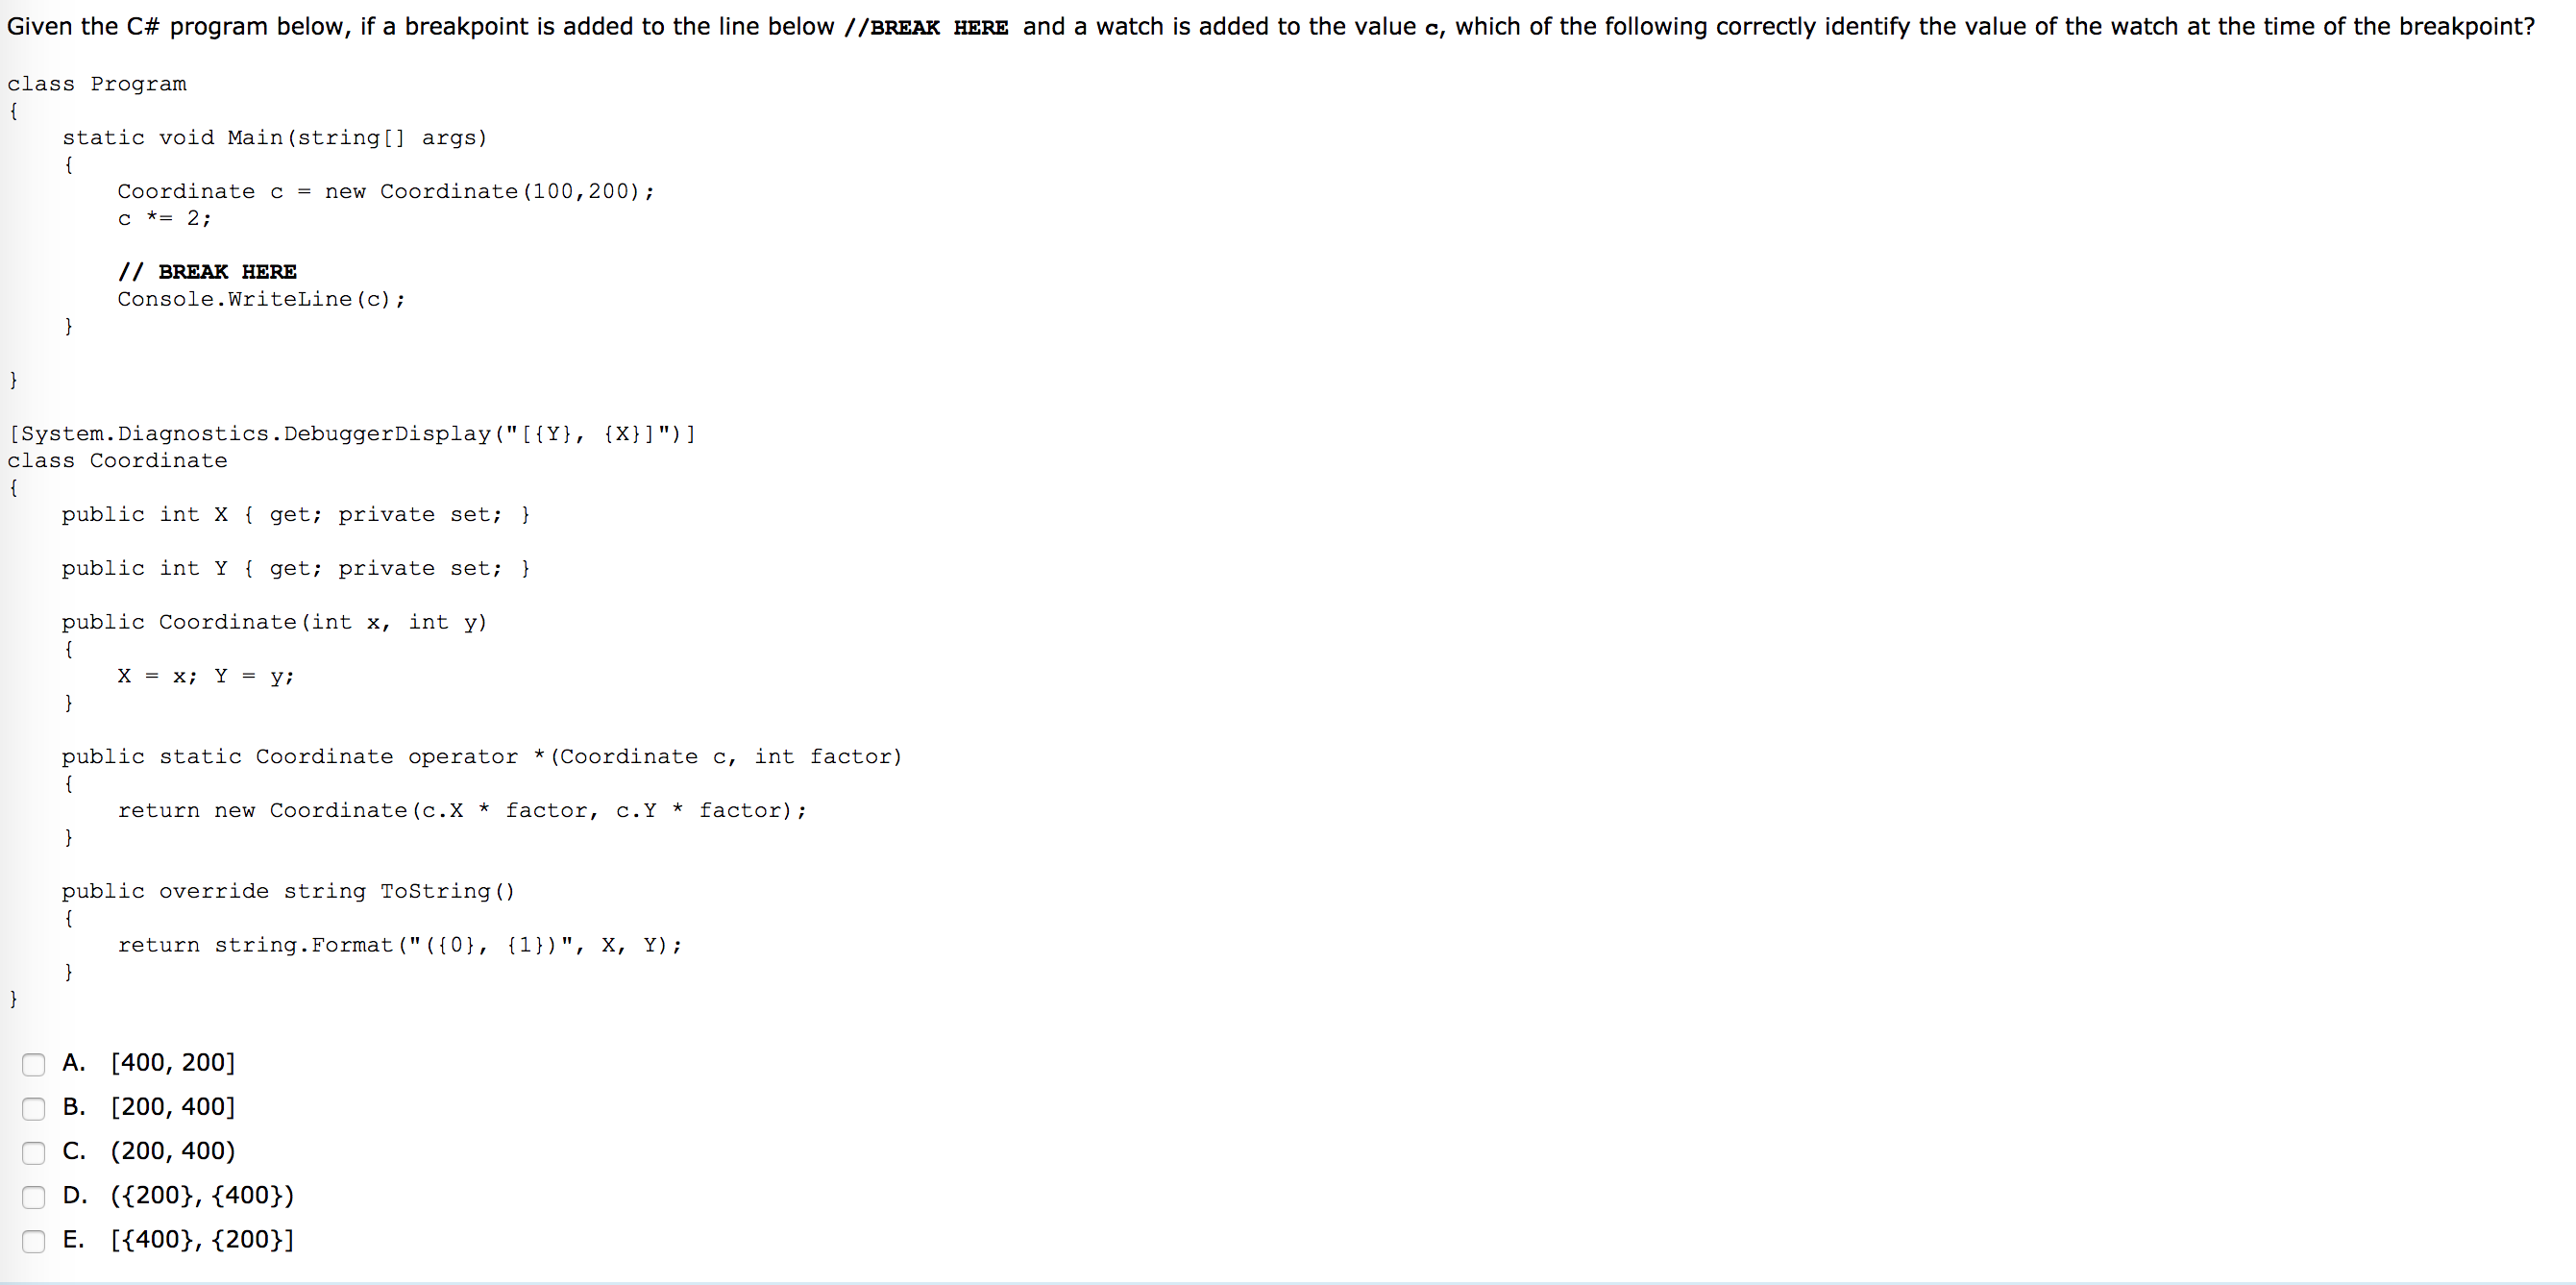 Given the C# program below, if a breakpoint is added to the line below //BREAK HERE and a watch is added to the value c, which of the following correctly identify the value of the watch at the time of the breakpoint?
class Program
{
    static void Main(string[] args)
    {
        Coordinate c = new Coordinate(100,200);
        c *= 2;
        // BREAK HERE
        Console.WriteLine(c);
    }
}
[System.Diagnostics.DebuggerDisplay("[{Y}, {X}]")]
class Coordinate
{
    public int X { get; private set; }
    public int Y { get; private set; }
    public Coordinate(int x, int y)
    {
        X = x; Y = y;
    }
    public static Coordinate operator *(Coordinate c, int factor)
    {
        return new Coordinate(c.X * factor, c.Y * factor);
    }
    public override string ToString()
    {
        return string.Format("({0}, {1})", X, Y);
    }
}
A. [400, 200]
B. [200, 400]
C. (200, 400)
D. ({200}, {400})
E. [{400}, {200}]